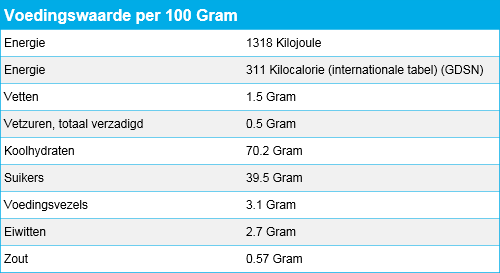 Voedingswaarde per 100 Gram
Energie 1318 Kilojoule
Energie 311 Kilocalorie (internationale tabel) (GDSN)
Vetten 1.5 Gram
Vetzuren, totaal verzadigd 0.5 Gram
Koolhydraten 70.2 Gram
Suikers 39.5 Gram
Voedingsvezels 3.1 Gram
Eiwitten 2.7 Gram
Zout 0.57 Gram